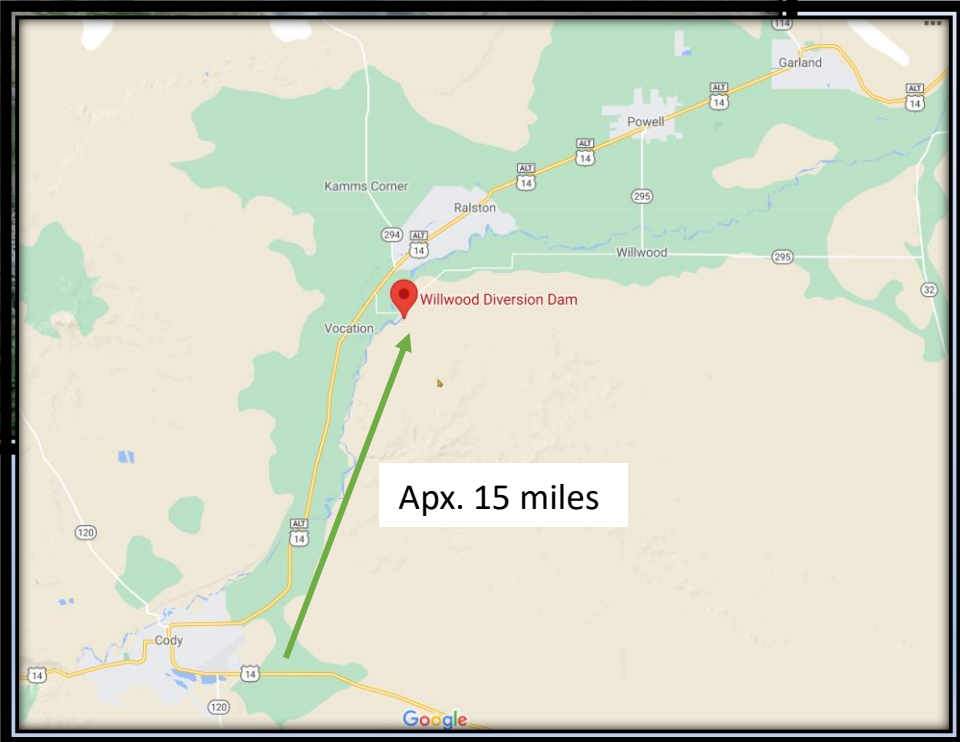 114
Garland
ALT
14
ALT
14
Powell
ALT
14
ALT
14
Kamms Corner
295
Ralston
294
ALT
14
Willwood
295
Willwood Diversion Dam
32
Vocation
Apx. 15 miles
120
ALT
14
Cody
14
14
120
Google